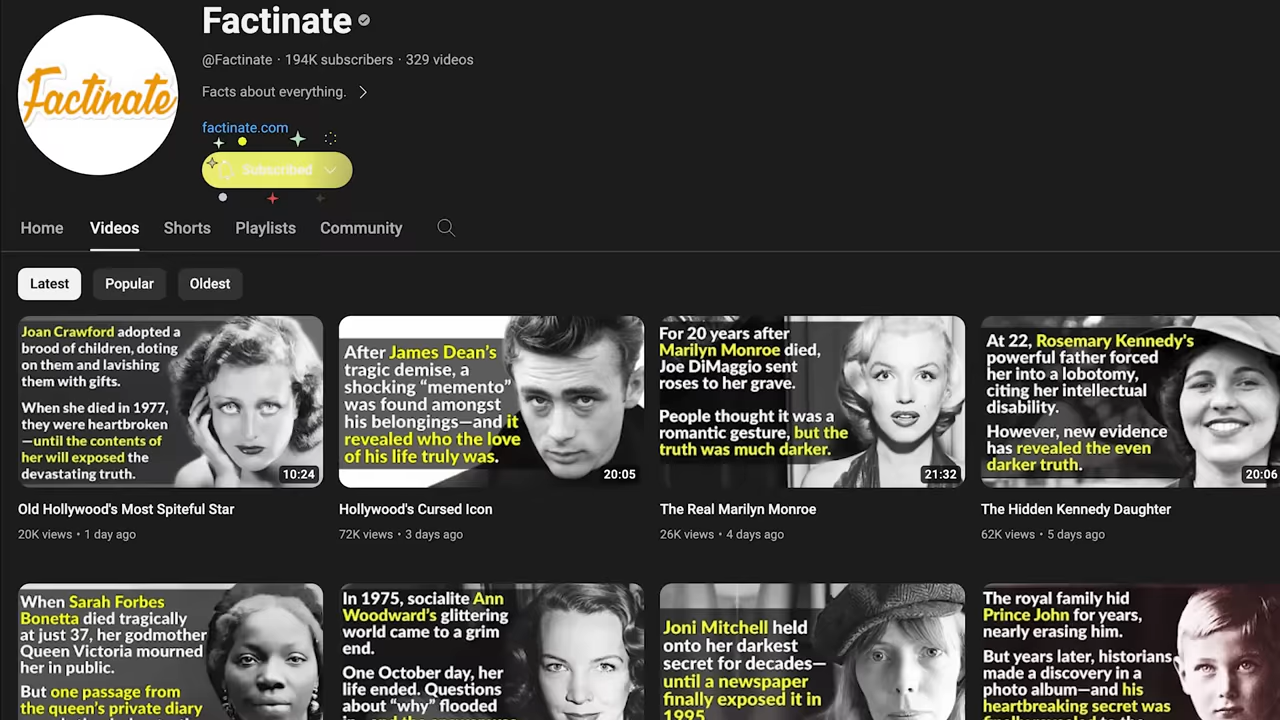 Factinate
Factinate
@Factinate · 194K subscribers · 329 videos
Facts about everything.
factinate.com
Subscribed
Home Videos Shorts Playlists Community
Latest Popular Oldest
Joan Crawford adopted a
brood of children, doting
on them and lavishing
them with gifts.
When she died in 1977,
they were heartbroken
—until the contents of
her will exposed the
devastating truth.
10:24
After James Dean's
tragic demise, a
shocking “memento”
was found amongst
his belongings—and it
revealed who the love
of his life truly was.
20:05
For 20 years after
Marilyn Monroe died,
Joe DiMaggio sent
roses to her grave.
People thought it was a
romantic gesture, but the
truth was much darker.
21:32
At 22, Rosemary Kennedy's
powerful father forced
her into a lobotomy,
citing her intellectual
disability.
However, new evidence
has revealed the even
darker truth.
20:06
Old Hollywood's Most Spiteful Star
20K views • 1 day ago
Hollywood's Cursed Icon
72K views • 3 days ago
The Real Marilyn Monroe
26K views • 4 days ago
The Hidden Kennedy Daughter
62K views • 5 days ago
When Sarah Forbes
Bonetta died tragically
at just 37, her godmother
Queen Victoria mourned
her in public.
But one passage from
the queen's private diary
In 1975, socialite Ann
Woodward's glittering
world came to a grim
end.
One October day, her
life ended. Questions
about “why” flooded
Joni Mitchell held
onto her darkest
secret for decades—
until a newspaper
finally exposed it in
1995
The royal family hid
Prince John for years,
nearly erasing him.
But years later, historians
made a discovery in a
photo album—and his
heartbreaking secret was